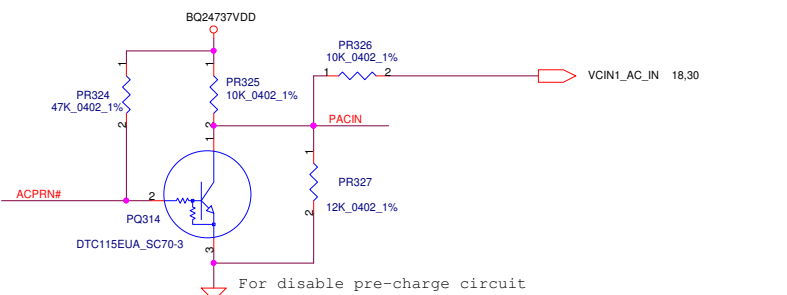 BQ24737VDD
PR326
10K_0402_1%
1
2
VCIN1_AC_IN 18,30
1
1
PR324
47K_0402_1%
PR325
10K_0402_1%
2
2
PACIN
1
1
ACPRN#
2
PR327
12K_0402_1%
2
PQ314
DTC115EUA_SC70-3
3
For disable pre-charge circuit